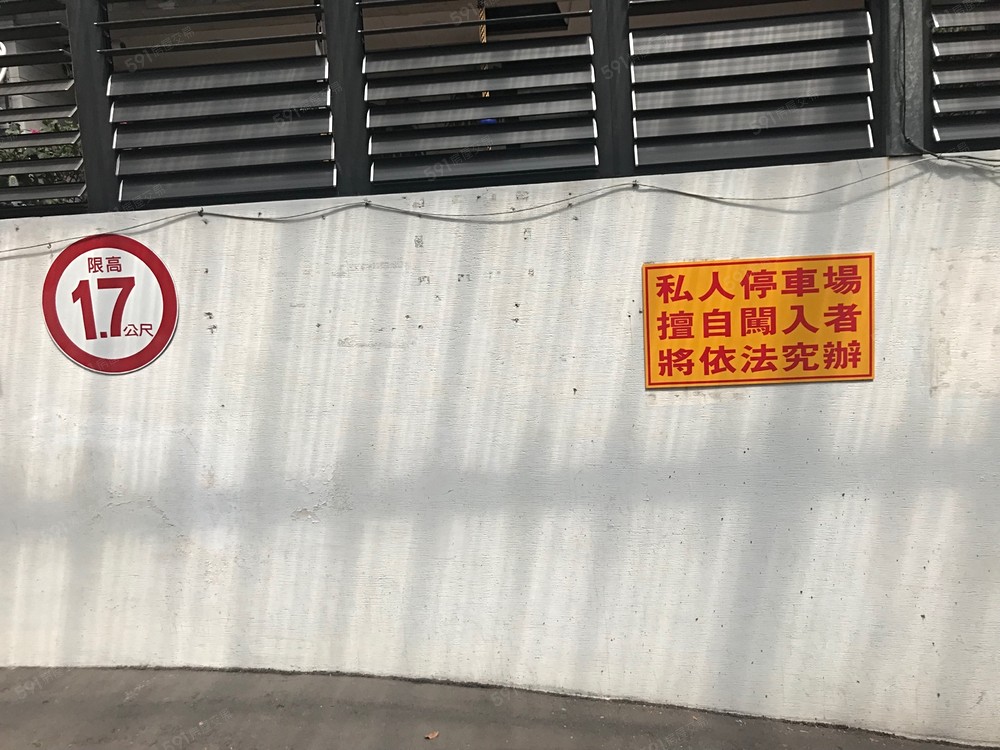 限高
1.7公尺
私人停車場
擅自闖入者
將依法究辦